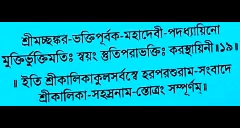 শ্রীমচ্ছঙ্কর-ভক্তিপূর্বক-মহাদেবী-পদধ্যায়িনো
মুক্তির্ভুক্তিমতিঃ স্বয়ং স্তুতিপরাভক্তিঃ করস্থায়িনী॥১৯॥
॥ ইতি শ্রীকালিকাকুলসর্বস্বে হরপরশুরাম-সংবাদে
শ্রীকালিকা-সহস্রনাম-স্তোত্রং সম্পূর্ণম্॥